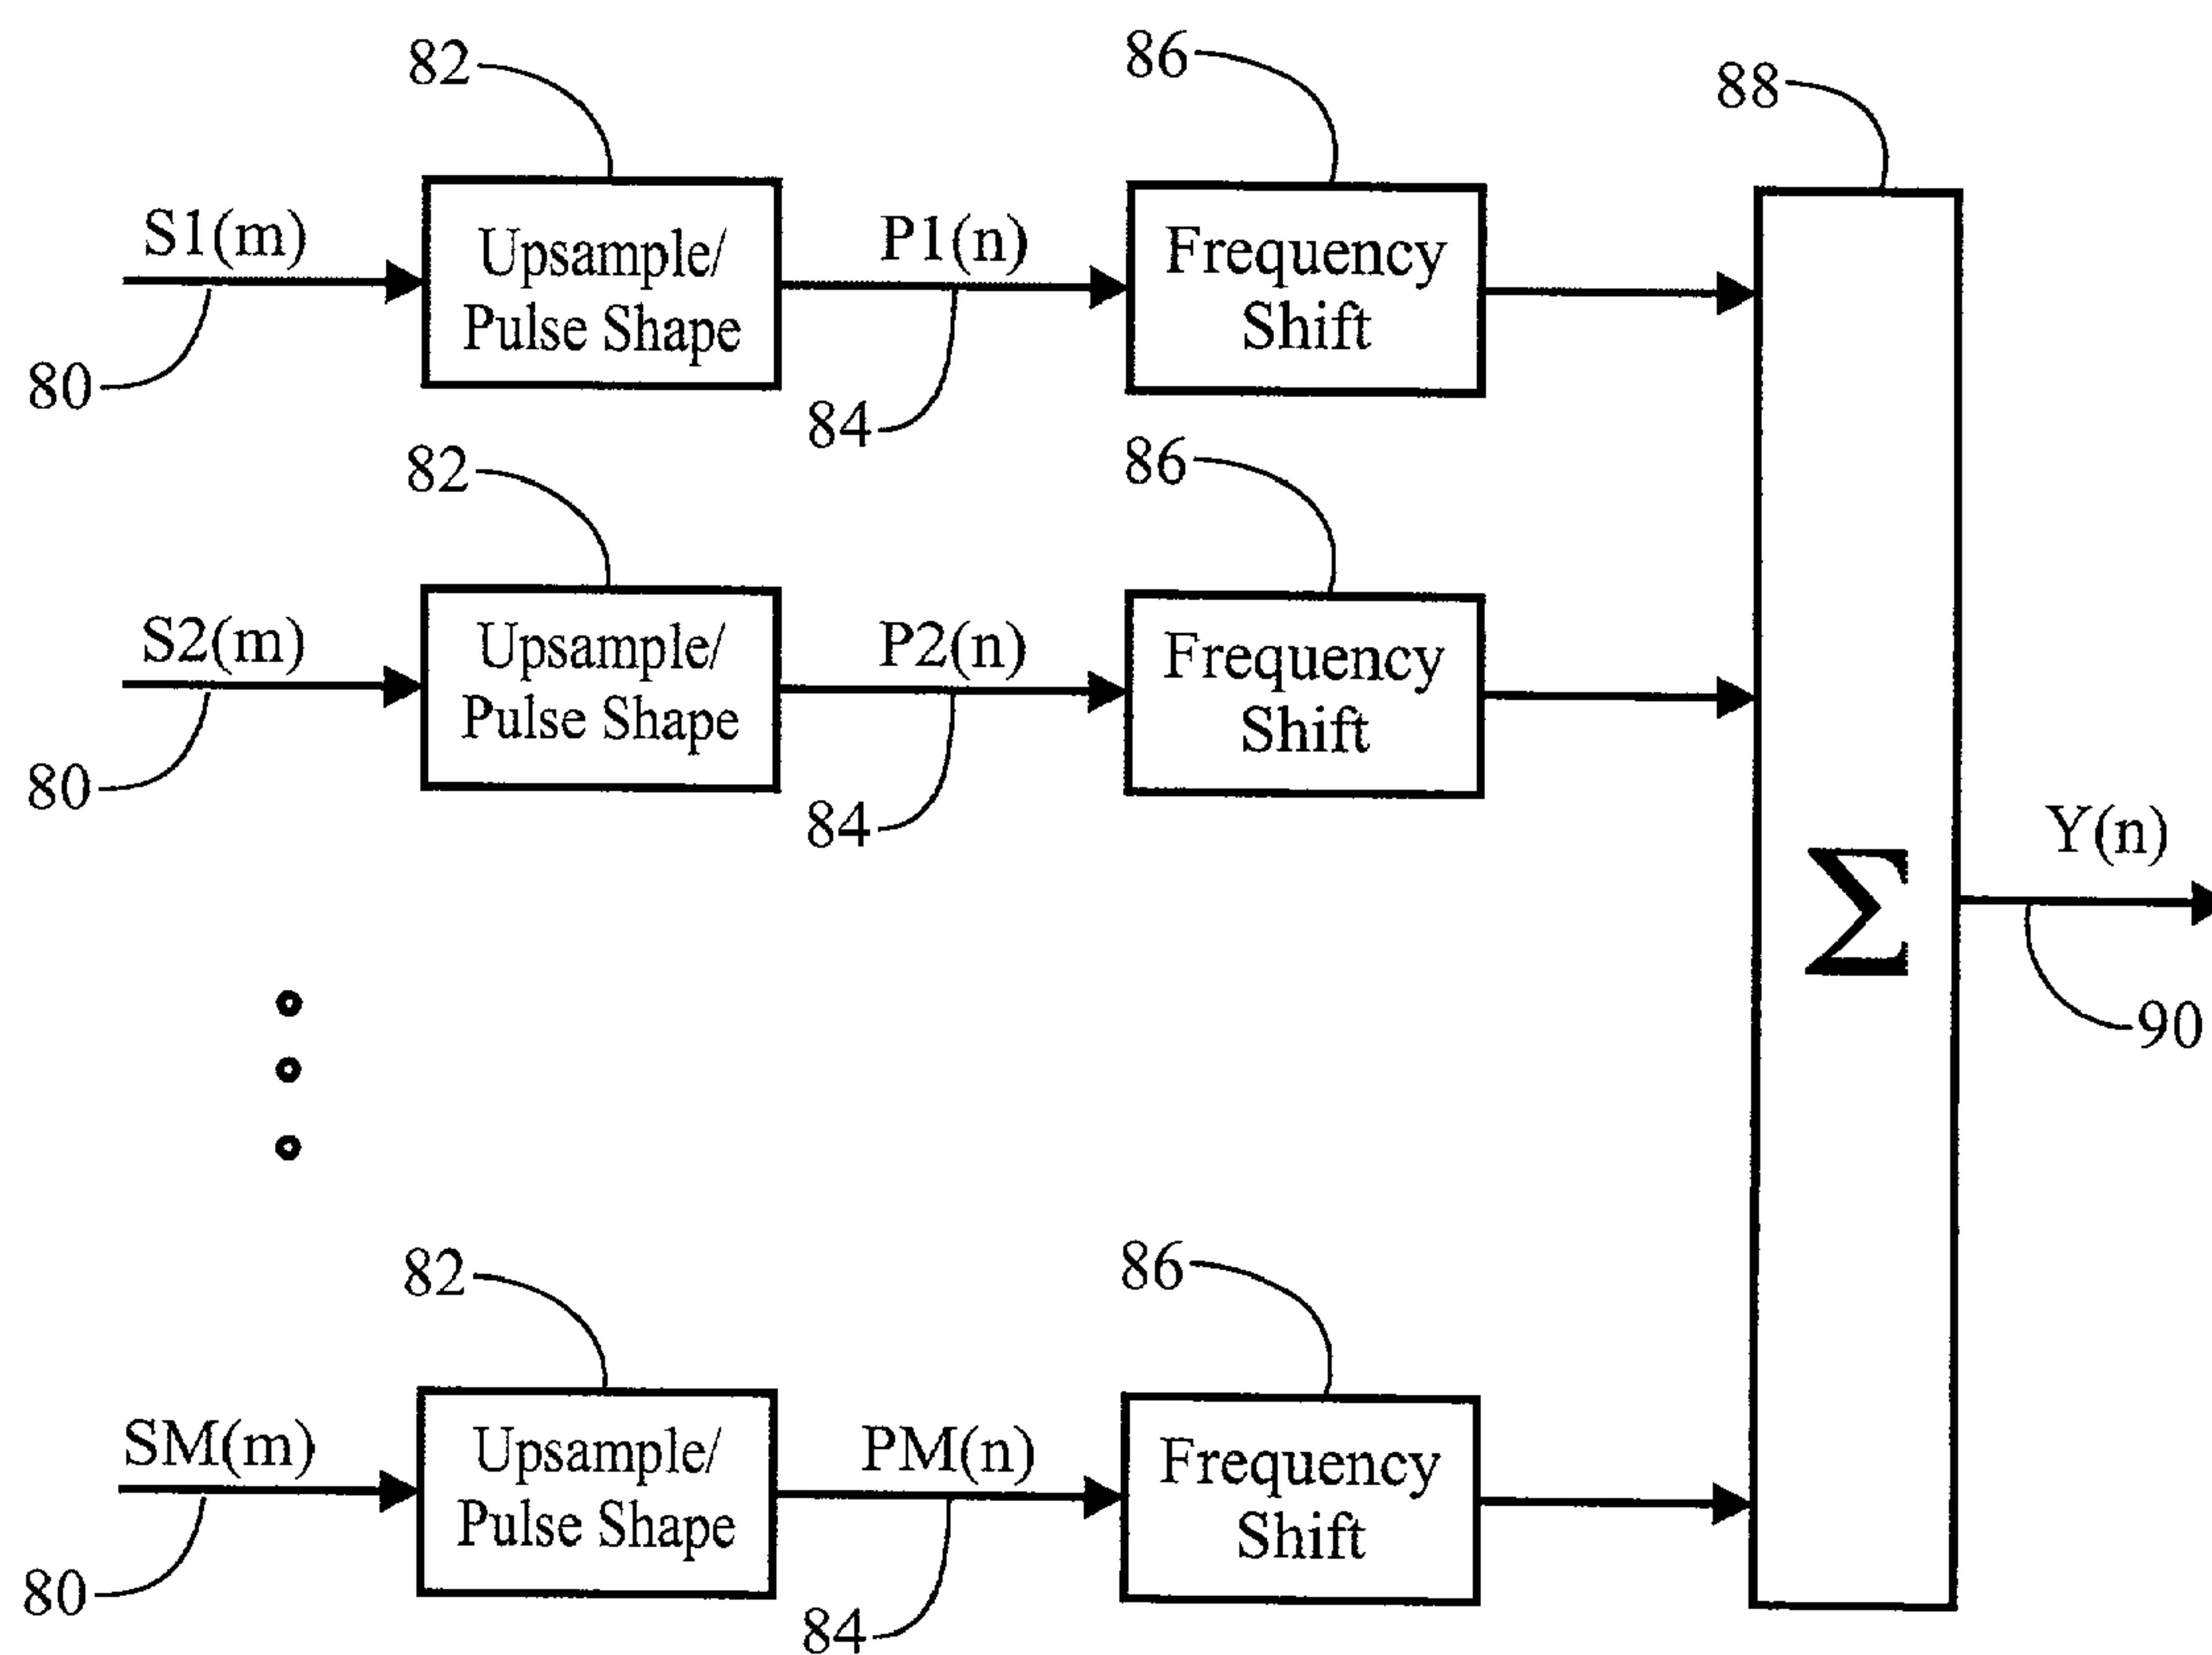 82
86
88
S1(m)
Upsample/
Pulse Shape
P1(n)
Frequency
Shift
80
84
82
86
S2(m)
Upsample/
Pulse Shape
P2(n)
Frequency
Shift
80
84
Σ
Y(n)
90
82
86
SM(m)
Upsample/
Pulse Shape
PM(n)
Frequency
Shift
80
84